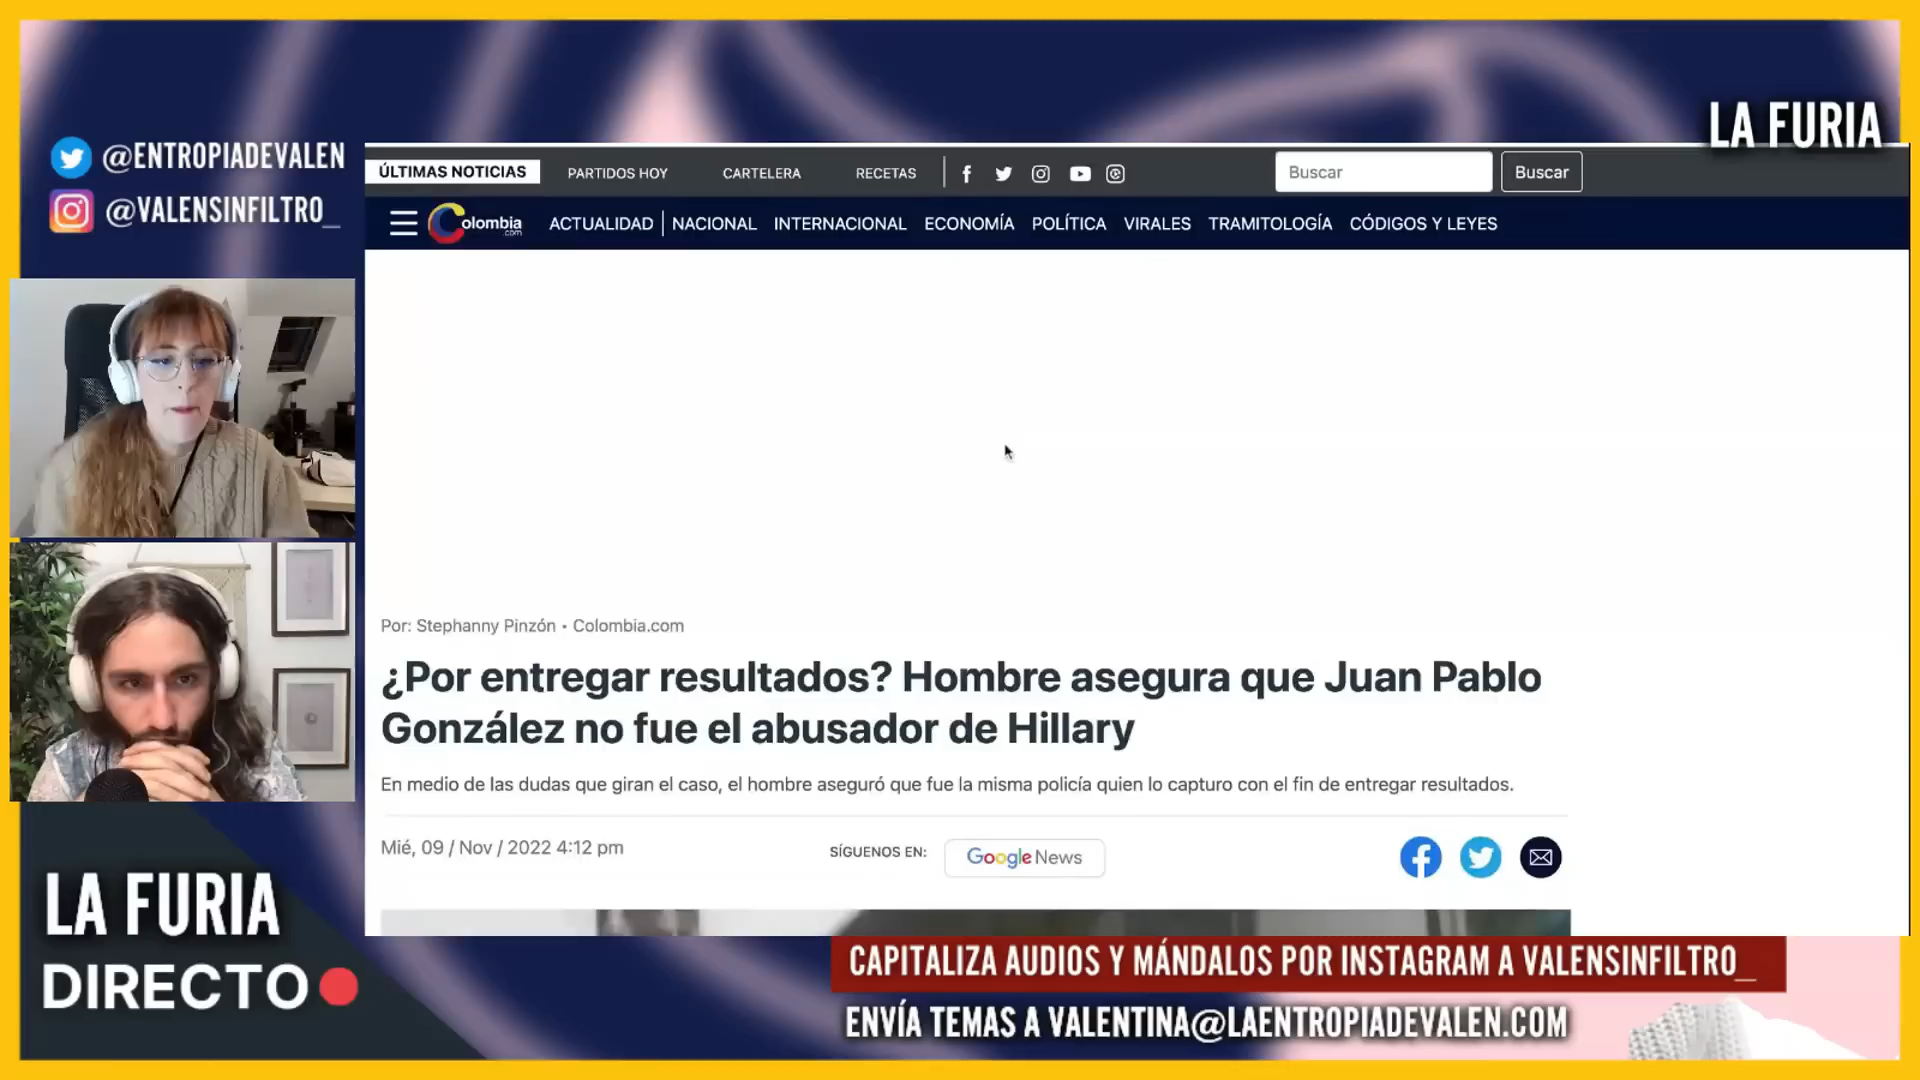 LA FURIA
@ENTROPIADEVALEN
@VALENSINFILTRO_
ÚLTIMAS NOTICIAS PARTIDOS HOY CARTELERA RECETAS Buscar Buscar
Colombia.com ACTUALIDAD NACIONAL INTERNACIONAL ECONOMÍA POLÍTICA VIRALES TRAMITOLOGÍA CÓDIGOS Y LEYES
Por: Stephanny Pinzón • Colombia.com
¿Por entregar resultados? Hombre asegura que Juan Pablo
González no fue el abusador de Hillary
En medio de las dudas que giran el caso, el hombre aseguró que fue la misma policía quien lo capturo con el fin de entregar resultados.
Mié, 09 / Nov / 2022 4:12 pm SÍGUENOS EN: Google News
LA FURIA
DIRECTO
CAPITALIZA AUDIOS Y MÁNDALOS POR INSTAGRAM A VALENSINFILTRO_
ENVÍA TEMAS A VALENTINA@LAENTROPIADEVALEN.COM